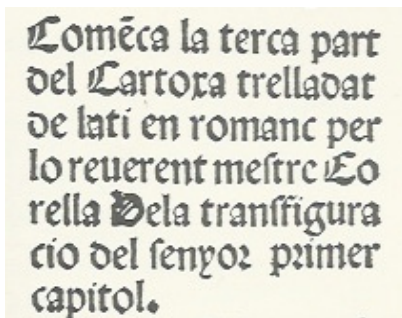 Comẽca la terca part
del Cartoxa trelladat
de lati en romanc per
lo reuerent meſtre Co
rella Dela tranſfigura
cio del ſenyor primer
capitol.